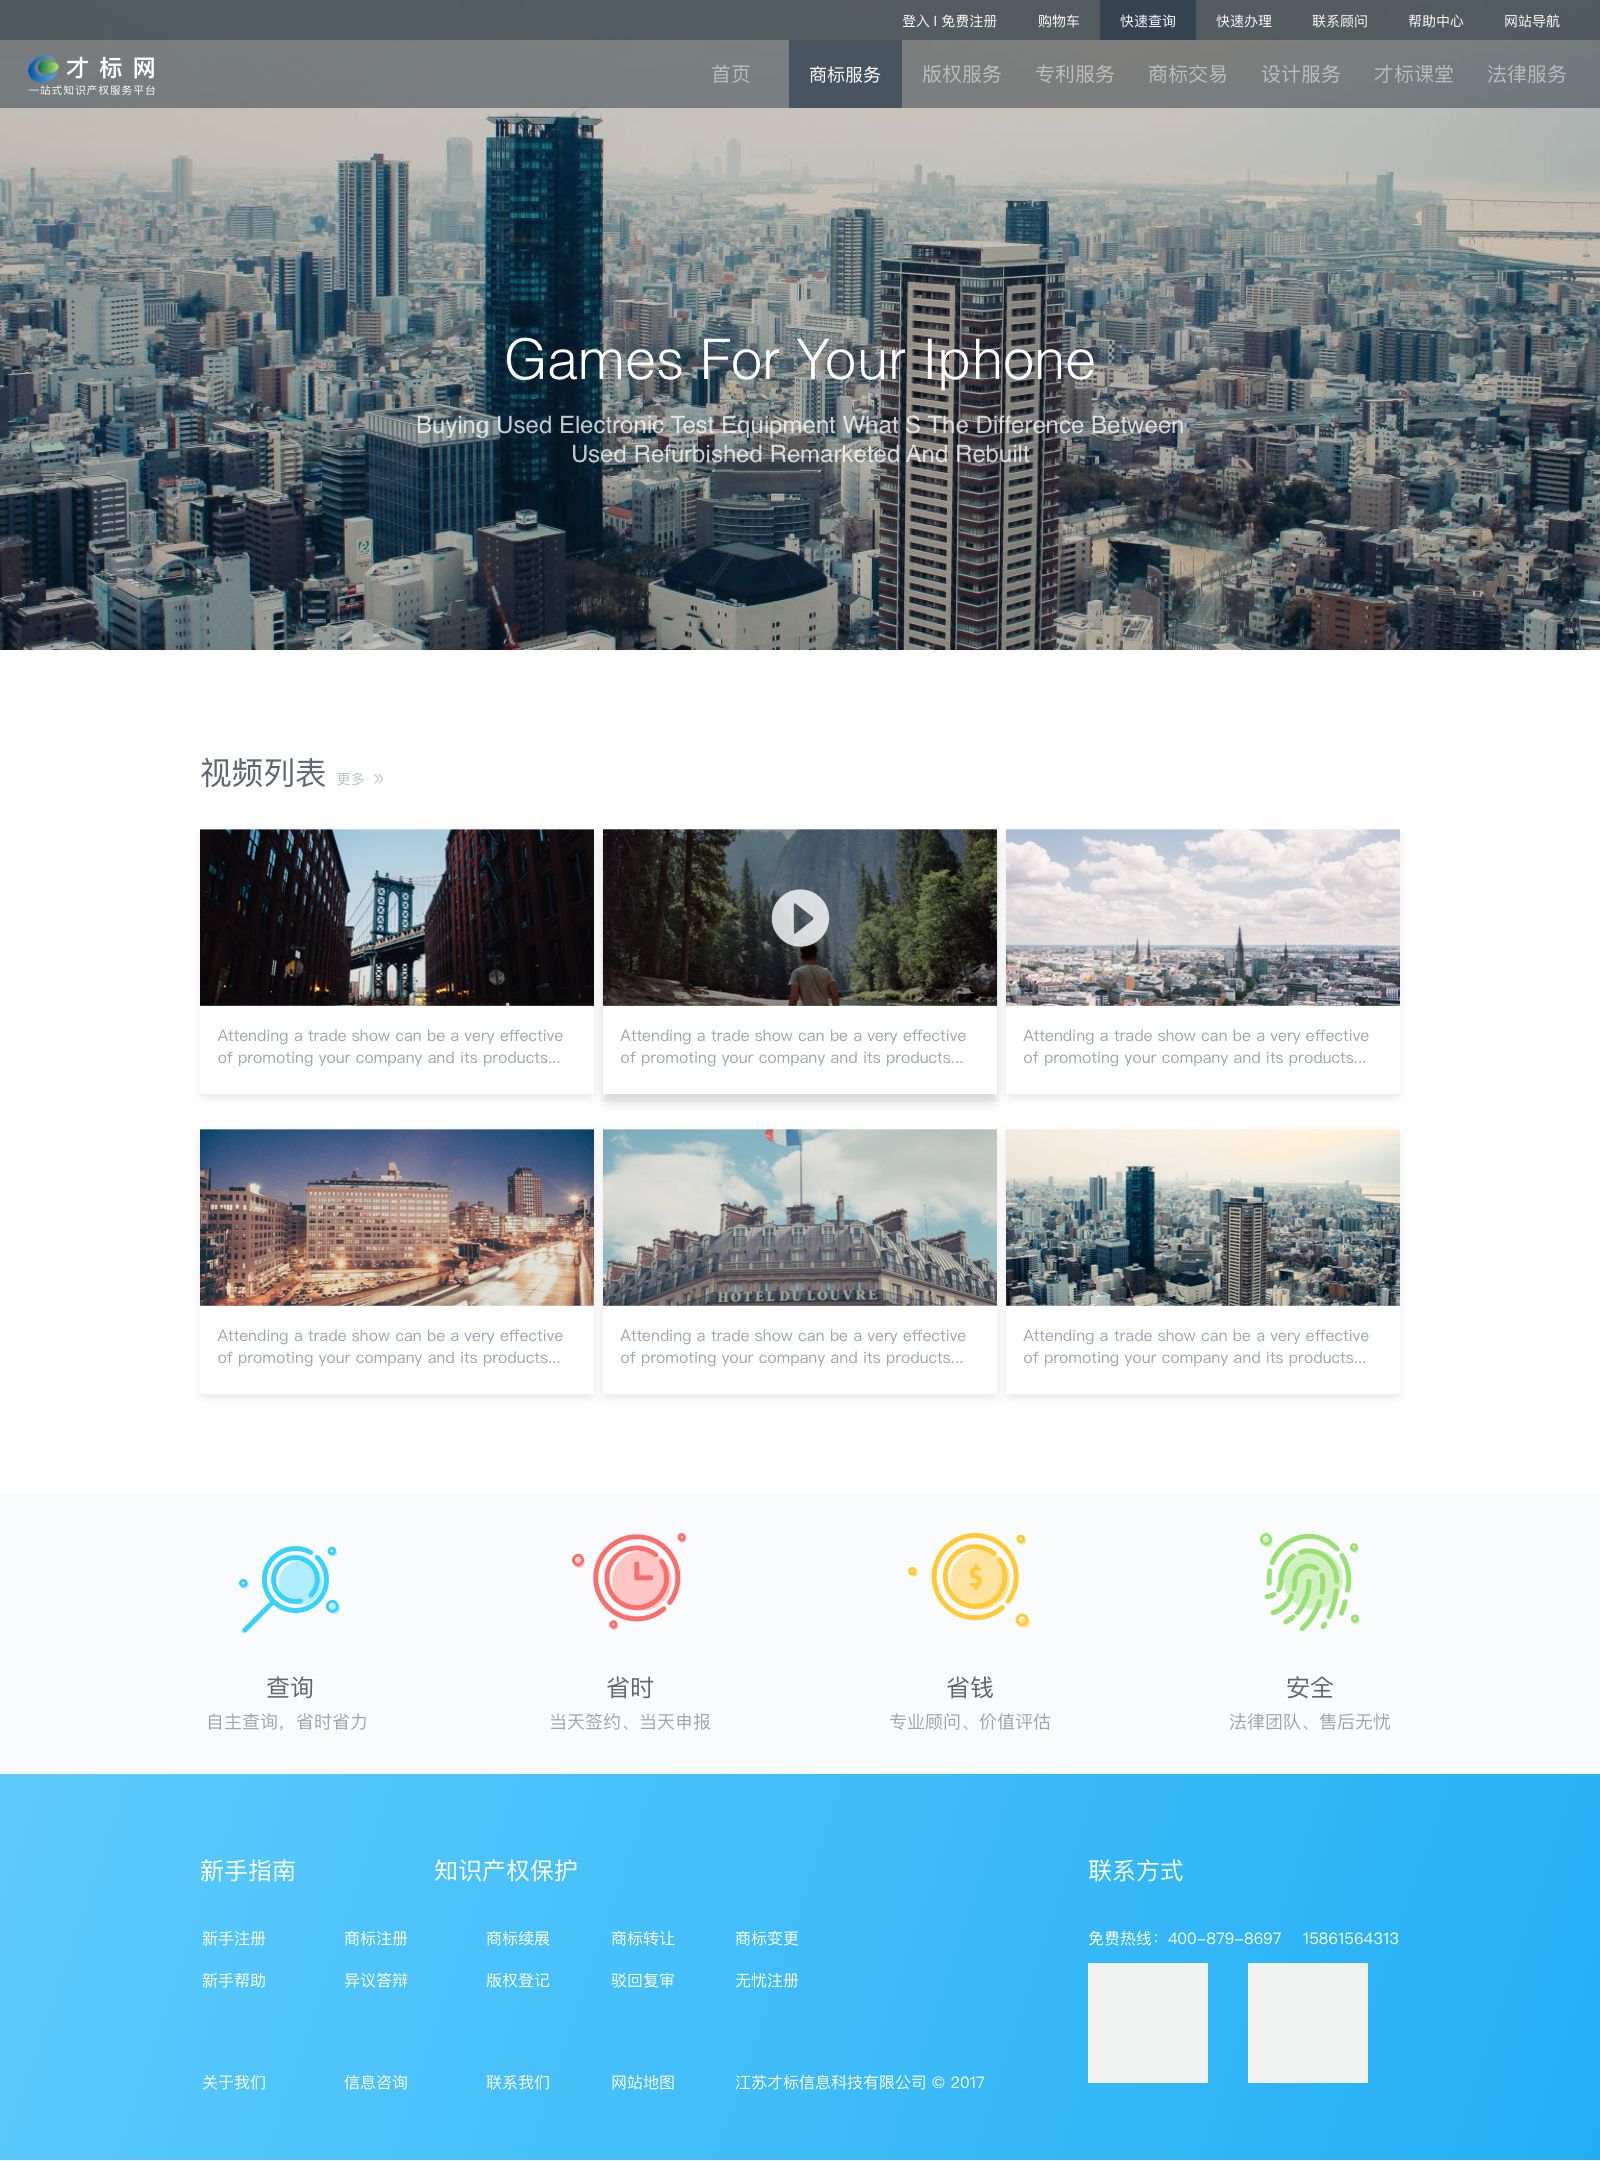 登入 | 免费注册 购物车 快速查询 快速办理 联系顾问 帮助中心 网站导航
才标网
一站式知识产权服务平台
首页 商标服务 版权服务 专利服务 商标交易 设计服务 才标课堂 法律服务
Games For Your Iphone
Buying Used Electronic Test Equipment What S The Difference Between
Used Refurbished Remarketed And Rebuilt
视频列表 更多 »
Attending a trade show can be a very effective
of promoting your company and its products...
Attending a trade show can be a very effective
of promoting your company and its products...
Attending a trade show can be a very effective
of promoting your company and its products...
HOTEL DU LOUVRE
Attending a trade show can be a very effective
of promoting your company and its products...
Attending a trade show can be a very effective
of promoting your company and its products...
Attending a trade show can be a very effective
of promoting your company and its products...
$
查询
自主查询，省时省力
省时
当天签约、当天申报
省钱
专业顾问、价值评估
安全
法律团队、售后无忧
新手指南 知识产权保护 联系方式
新手注册 商标注册 商标续展 商标转让 商标变更 免费热线：400-879-8697 15861564313
新手帮助 异议答辩 版权登记 驳回复审 无忧注册
关于我们 信息咨询 联系我们 网站地图 江苏才标信息科技有限公司 © 2017